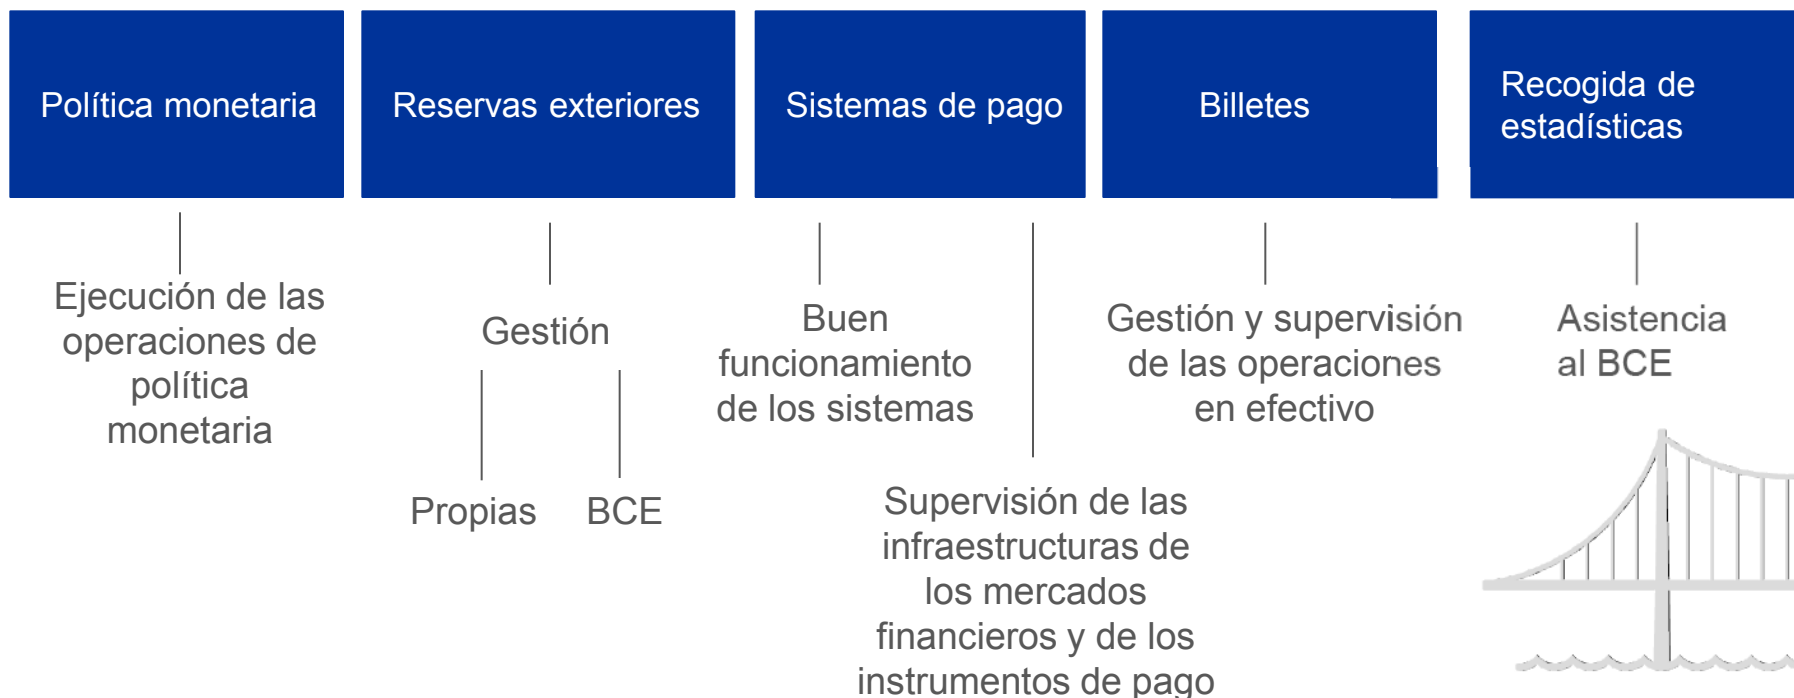 Política monetaria
Reservas exteriores
Sistemas de pago
Billetes
Recogida de
estadísticas
Ejecución de las
operaciones de
política
monetaria
Gestión
Propias
BCE
Buen
funcionamiento
de los sistemas
Supervisión de las
infraestructuras de
los mercados
financieros y de los
instrumentos de pago
Gestión y supervisión
de las operaciones
en efectivo
Asistencia
al BCE